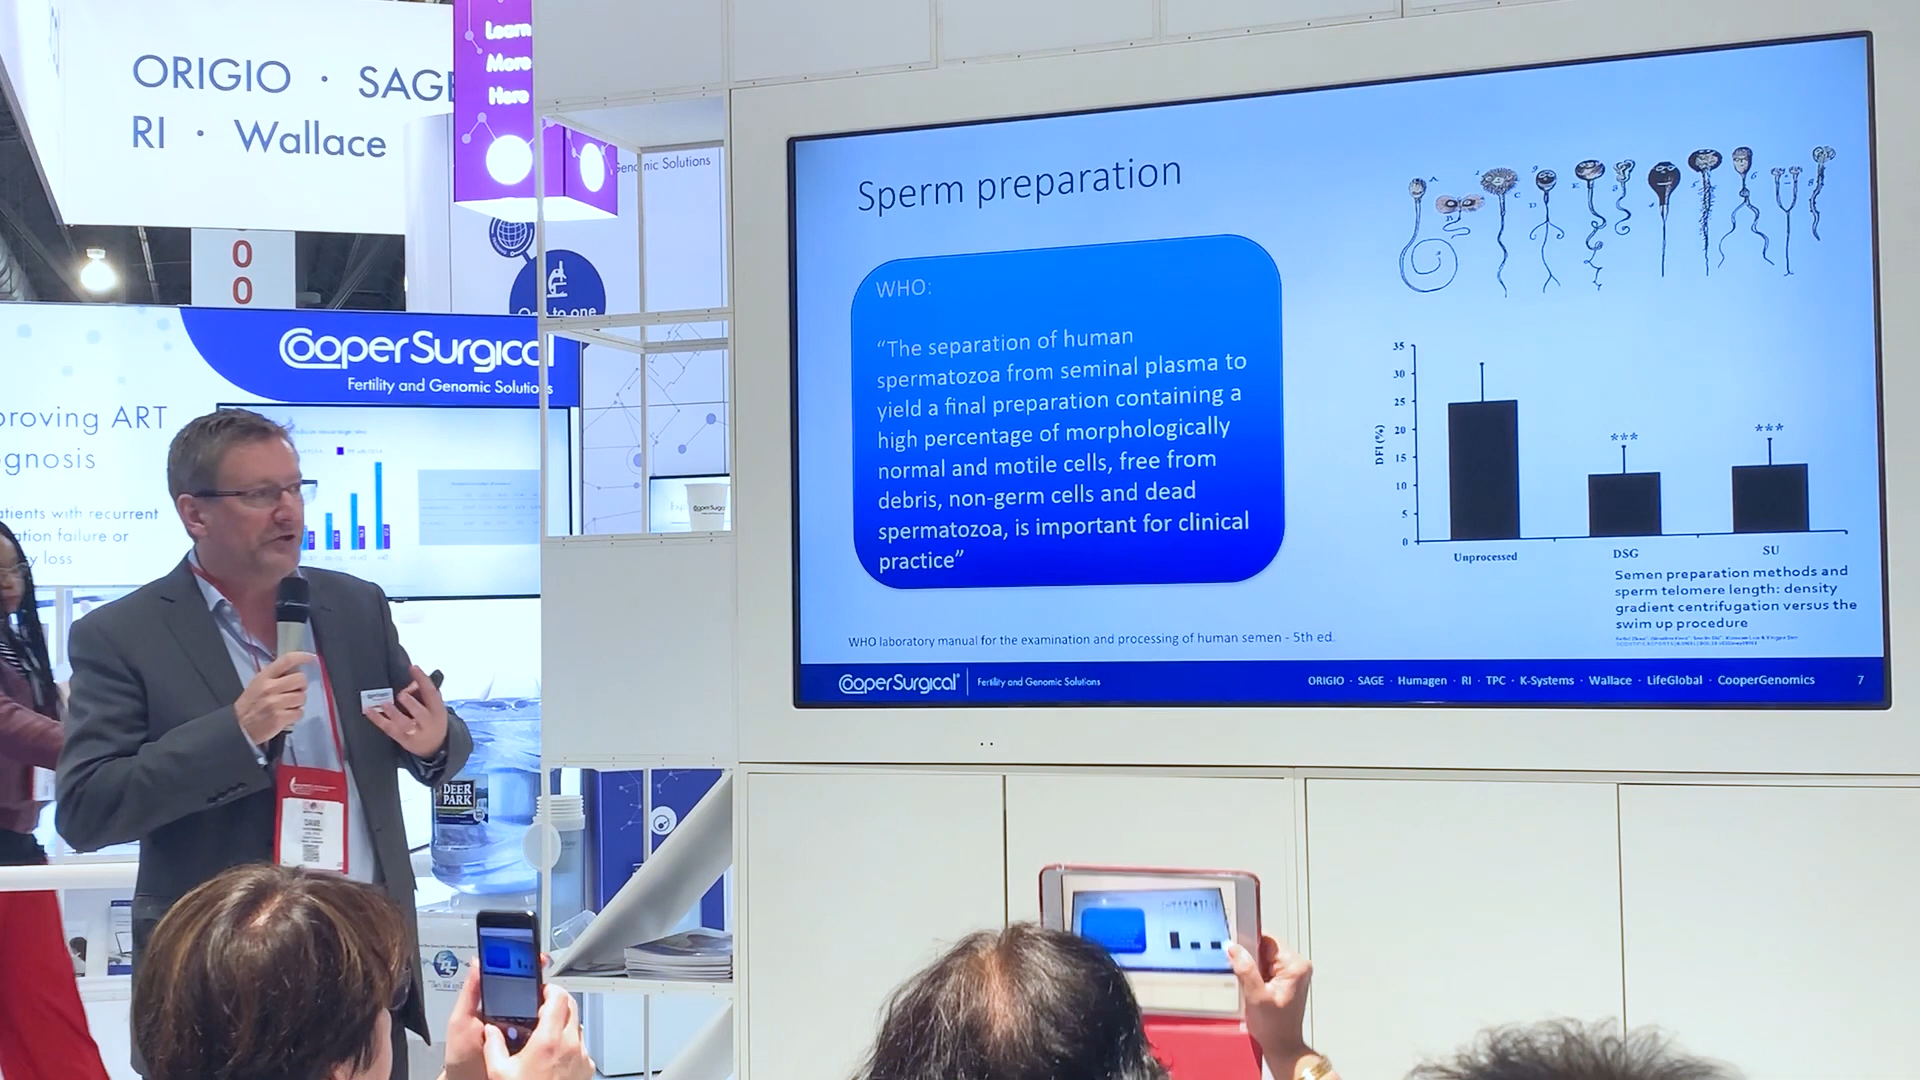 ORIGIO · SAGE
RI · Wallace
Learn
More
Here
Genomic Solutions
0
0
One to one
CooperSurgical
Fertility and Genomic Solutions
proving ART
gnosis
atients with recurrent
ation failure or
cy loss
DEER
PARK
Sperm preparation
WHO:
“The separation of human
spermatozoa from seminal plasma to
yield a final preparation containing a
high percentage of morphologically
normal and motile cells, free from
debris, non-germ cells and dead
spermatozoa, is important for clinical
practice”
WHO laboratory manual for the examination and processing of human semen - 5th ed.
35
30
25
20
15
10
5
0
DFI (%)
***
***
Unprocessed
DSG
SU
Semen preparation methods and
sperm telomere length: density
gradient centrifugation versus the
swim up procedure
CooperSurgical® Fertility and Genomic Solutions
ORIGIO · SAGE · Humagen · RI · TPC · K-Systems · Wallace · LifeGlobal · CooperGenomics 7